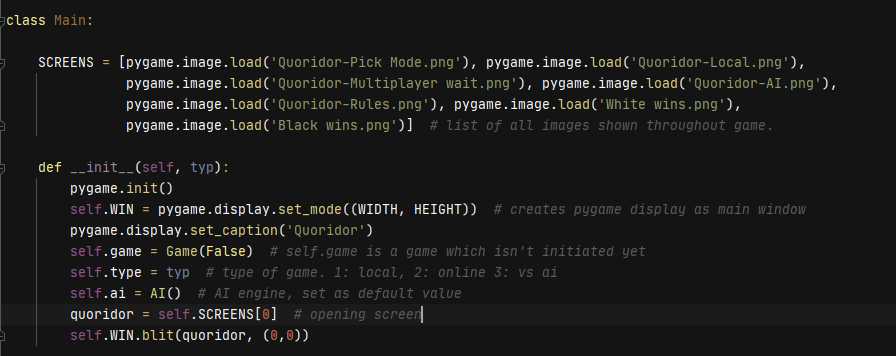 class Main:
SCREENS = [pygame.image.load('Quoridor-Pick Mode.png'), pygame.image.load('Quoridor-Local.png'),
pygame.image.load('Quoridor-Multiplayer wait.png'), pygame.image.load('Quoridor-AI.png'),
pygame.image.load('Quoridor-Rules.png'), pygame.image.load('White wins.png'),
pygame.image.load('Black wins.png')]  # list of all images shown throughout game.
def __init__(self, typ):
pygame.init()
self.WIN = pygame.display.set_mode((WIDTH, HEIGHT))  # creates pygame display as main window
pygame.display.set_caption('Quoridor')
self.game = Game(False)  # self.game is a game which isn't initiated yet
self.type = typ  # type of game. 1: local, 2: online 3: vs ai
self.ai = AI()  # AI engine, set as default value
quoridor = self.SCREENS[0]  # opening screen
self.WIN.blit(quoridor, (0,0))